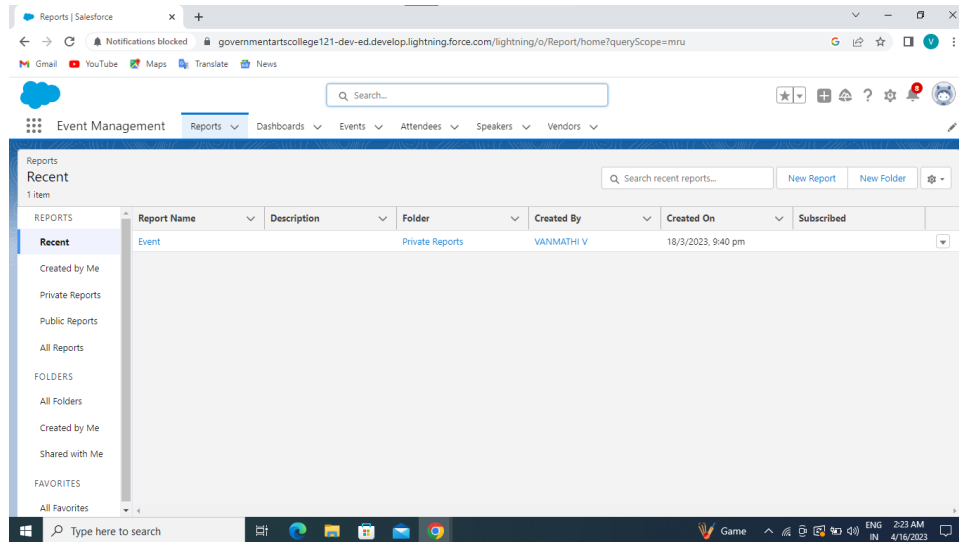 Reports | Salesforce
Notifications blocked governmentartscollege121-dev-ed.develop.lightning.force.com/lightning/o/Report/home?queryScope=mru G V
Gmail YouTube Maps Translate News
Search...
8
Event Management Reports Dashboards Events Attendees Speakers Vendors
Reports
Recent
1 item
Search recent reports...
New Report New Folder
REPORTS Report Name Description Folder Created By Created On Subscribed
Recent Event Private Reports VANMATHI V 18/3/2023, 9:40 pm
Created by Me
Private Reports
Public Reports
All Reports
FOLDERS
All Folders
Created by Me
Shared with Me
FAVORITES
All Favorites
Type here to search Game ENG 2:23 AM
IN 4/16/2023